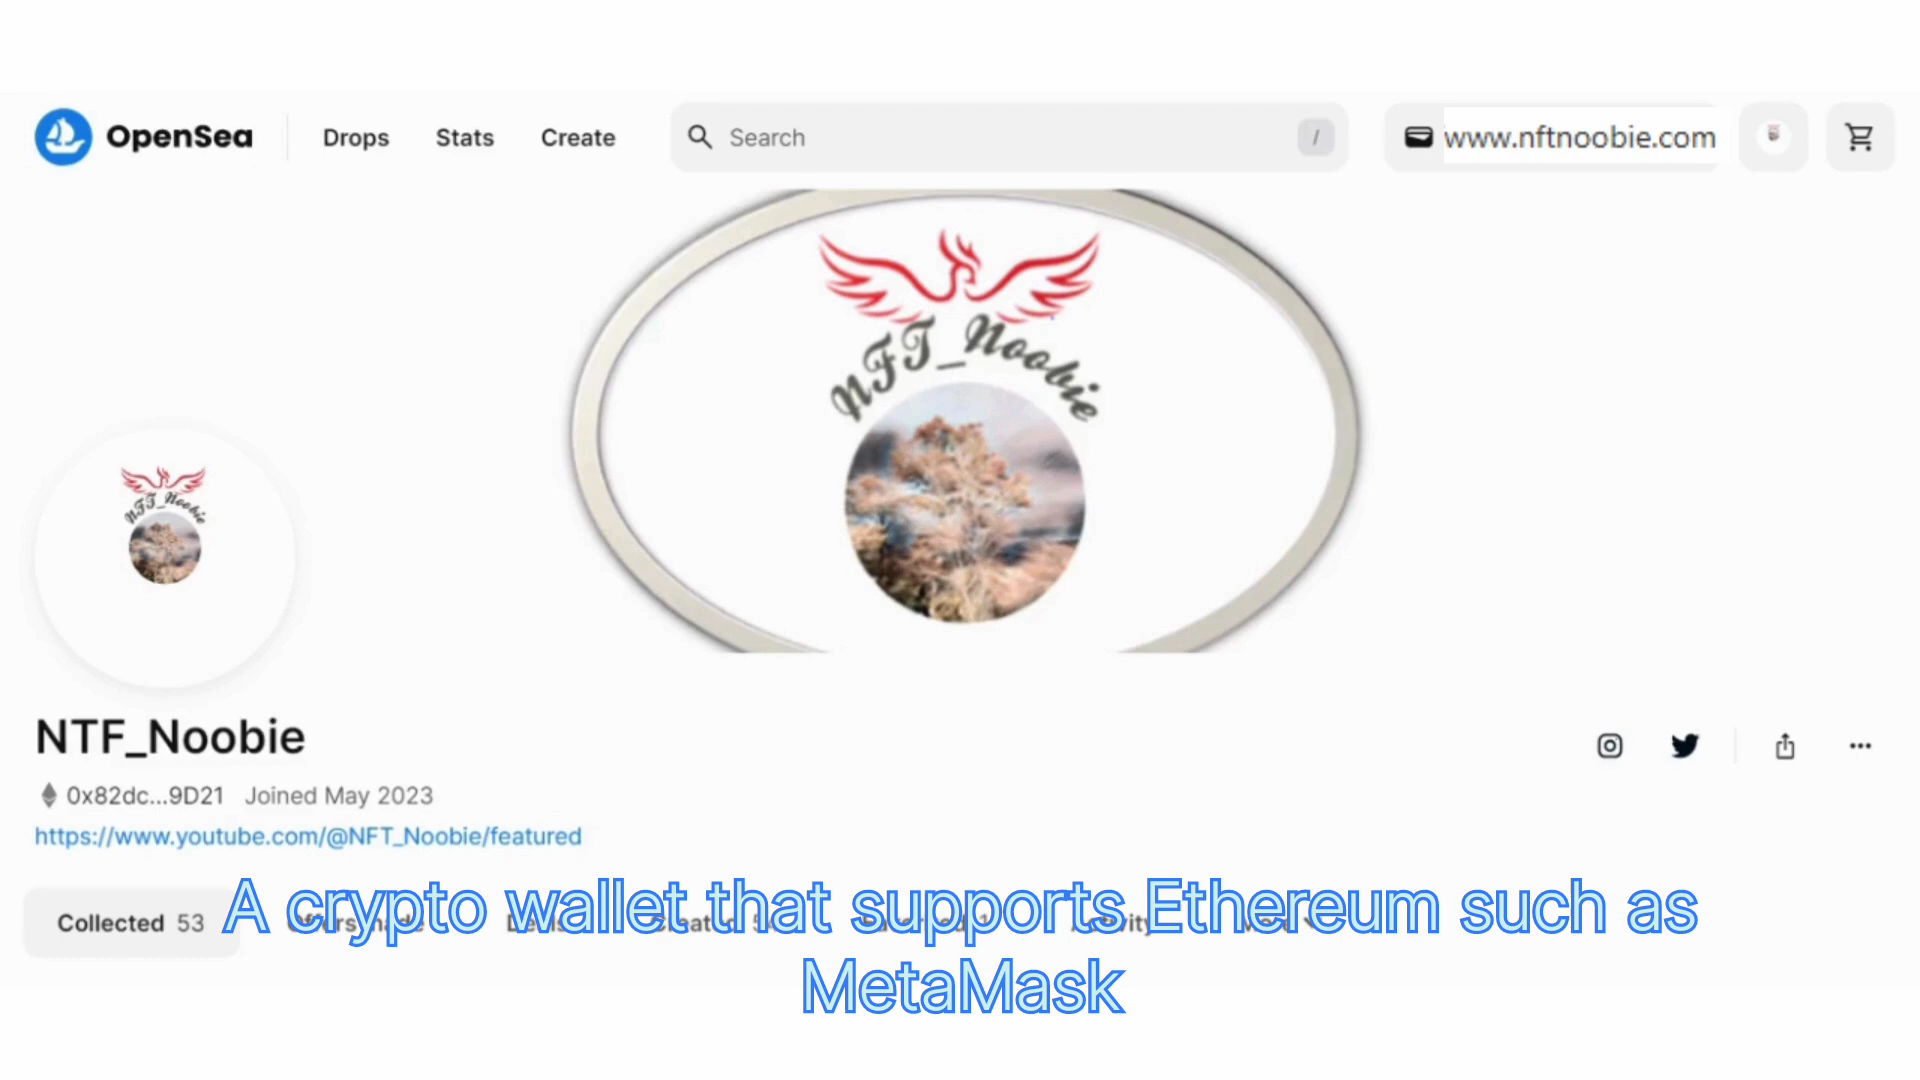 OpenSea Drops Stats Create Search / www.nftnoobie.com
NFT_Noobie
NFT_Noobie
NTF_Noobie
0x82dc...9D21 Joined May 2023
https://www.youtube.com/@NFT_Noobie/featured
Collected 53
A crypto wallet that supports Ethereum such as
MetaMask